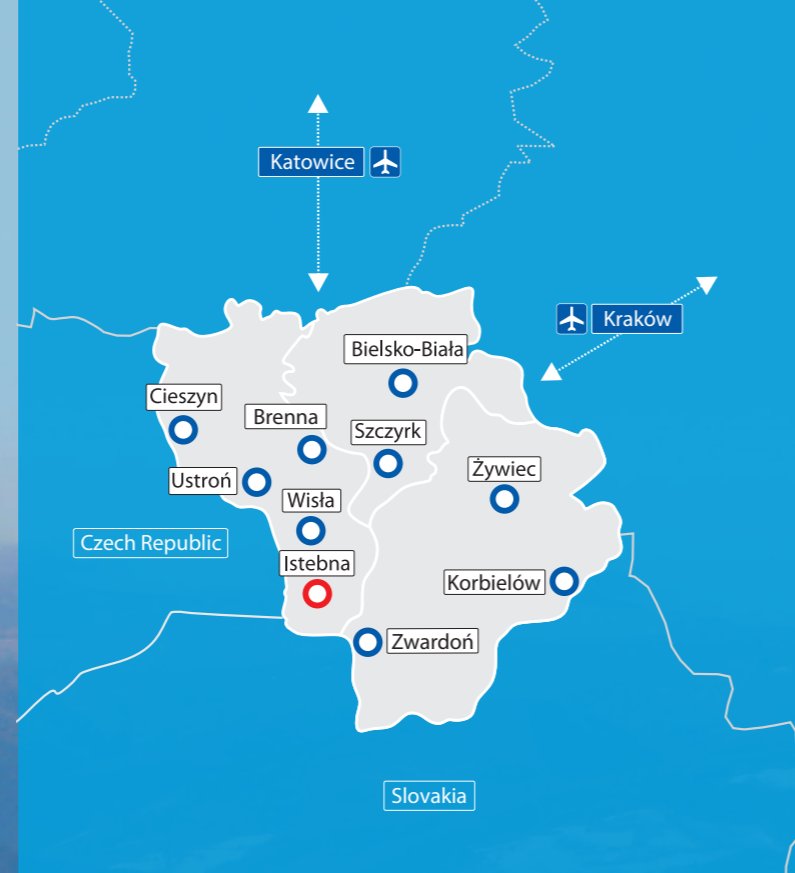 Katowice
Kraków
Bielsko-Biała
Cieszyn
Brenna
Szczyrk
Żywiec
Ustroń
Wisła
Czech Republic
Istebna
Korbielów
Zwardoń
Slovakia